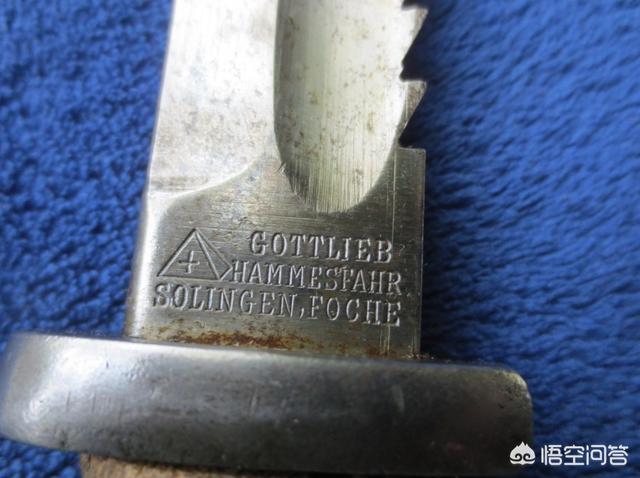 GOTTLIEB
HAMMESFAHR
SOLINGEN,FOCHE
悟空问答